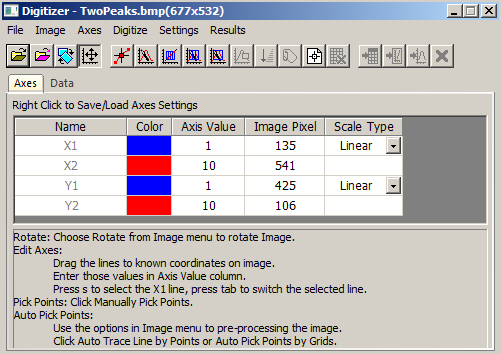 Digitizer - TwoPeaks.bmp(677x532)
File Image Axes Digitize Settings Results
Axes Data
Right Click to Save/Load Axes Settings
Name Color Axis Value Image Pixel Scale Type
X1 1 135 Linear
X2 10 541
Y1 1 425 Linear
Y2 10 106
Rotate: Choose Rotate from Image menu to rotate Image.
Edit Axes:
Drag the lines to known coordinates on image.
Enter those values in Axis Value column.
Press s to select the X1 line, press tab to switch the selected line.
Pick Points: Click Manually Pick Points.
Auto Pick Points:
Use the options in Image menu to pre-processing the image.
Click Auto Trace Line by Points or Auto Pick Points by Grids.